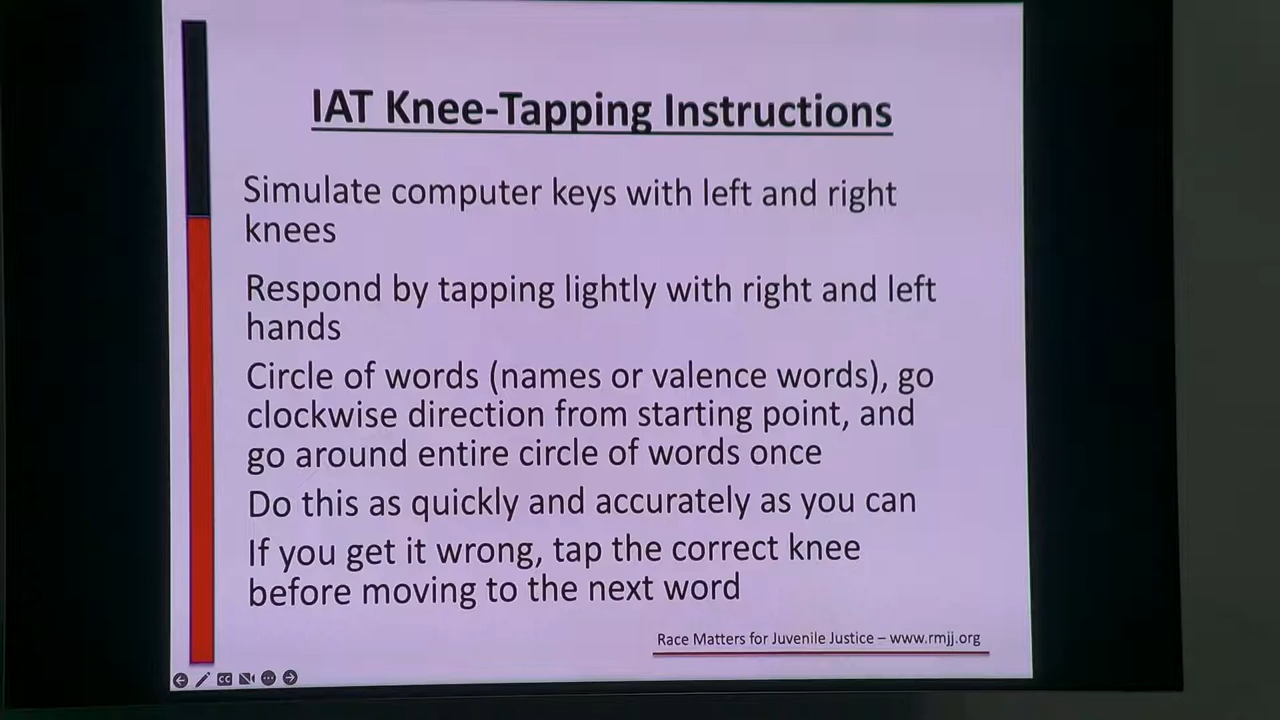 IAT Knee-Tapping Instructions
Simulate computer keys with left and right
knees
Respond by tapping lightly with right and left
hands
Circle of words (names or valence words), go
clockwise direction from starting point, and
go around entire circle of words once
Do this as quickly and accurately as you can
If you get it wrong, tap the correct knee
before moving to the next word
Race Matters for Juvenile Justice – www.rmjj.org
CC